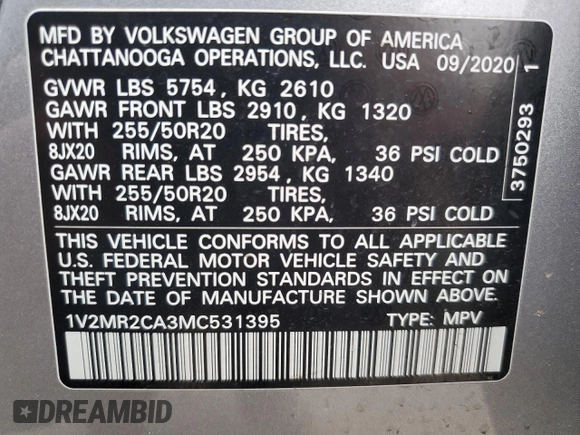 MFD BY VOLKSWAGEN GROUP OF AMERICA
CHATTANOOGA OPERATIONS, LLC. USA 09/2020
GVWR LBS 5754 , KG 2610
GAWR FRONT LBS 2910 , KG 1320
WITH 255/50R20 TIRES,
8JX20 RIMS, AT 250 KPA, 36 PSI COLD
GAWR REAR LBS 2954 , KG 1340
WITH 255/50R20 TIRES,
8JX20 RIMS, AT 250 KPA, 36 PSI COLD
THIS VEHICLE CONFORMS TO ALL APPLICABLE
U.S. FEDERAL MOTOR VEHICLE SAFETY AND
THEFT PREVENTION STANDARDS IN EFFECT ON
THE DATE OF MANUFACTURE SHOWN ABOVE.
1V2MR2CA3MC531395 TYPE: MPV
3750293 1
DREAMBID